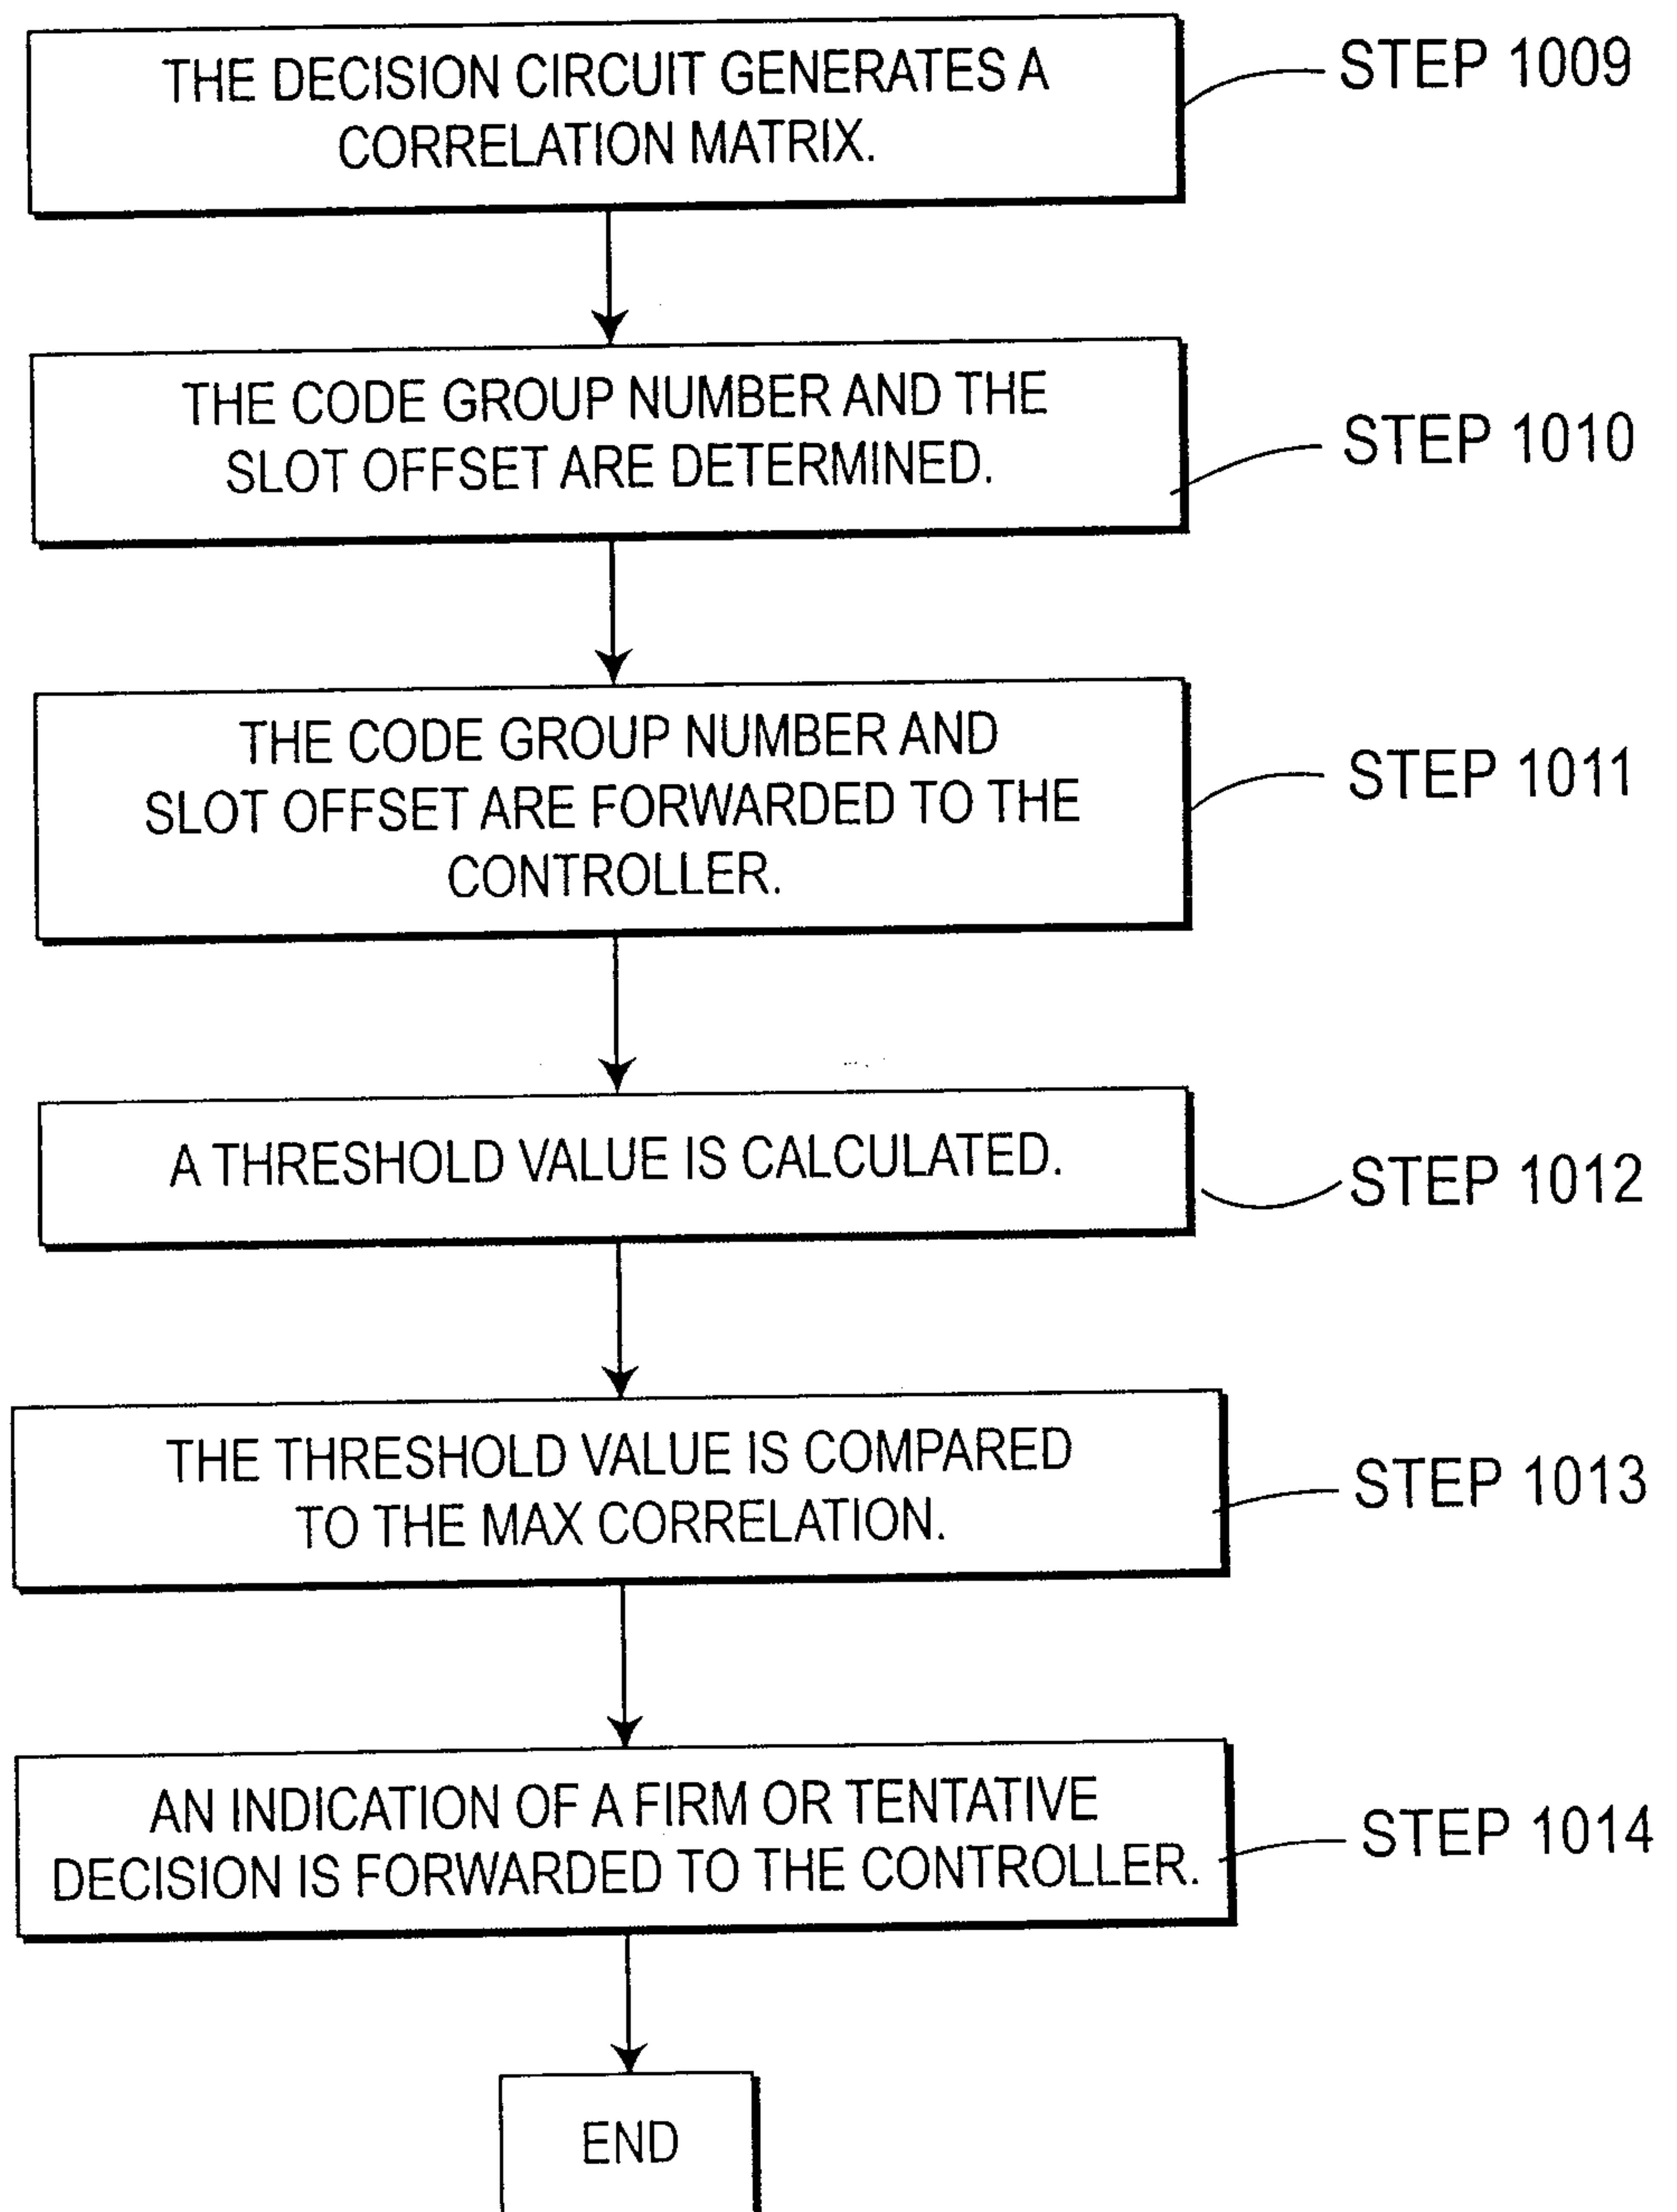 THE DECISION CIRCUIT GENERATES A
CORRELATION MATRIX.
STEP 1009
THE CODE GROUP NUMBER AND THE
SLOT OFFSET ARE DETERMINED.
STEP 1010
THE CODE GROUP NUMBER AND
SLOT OFFSET ARE FORWARDED TO THE
CONTROLLER.
STEP 1011
A THRESHOLD VALUE IS CALCULATED.
STEP 1012
THE THRESHOLD VALUE IS COMPARED
TO THE MAX CORRELATION.
STEP 1013
AN INDICATION OF A FIRM OR TENTATIVE
DECISION IS FORWARDED TO THE CONTROLLER.
STEP 1014
END